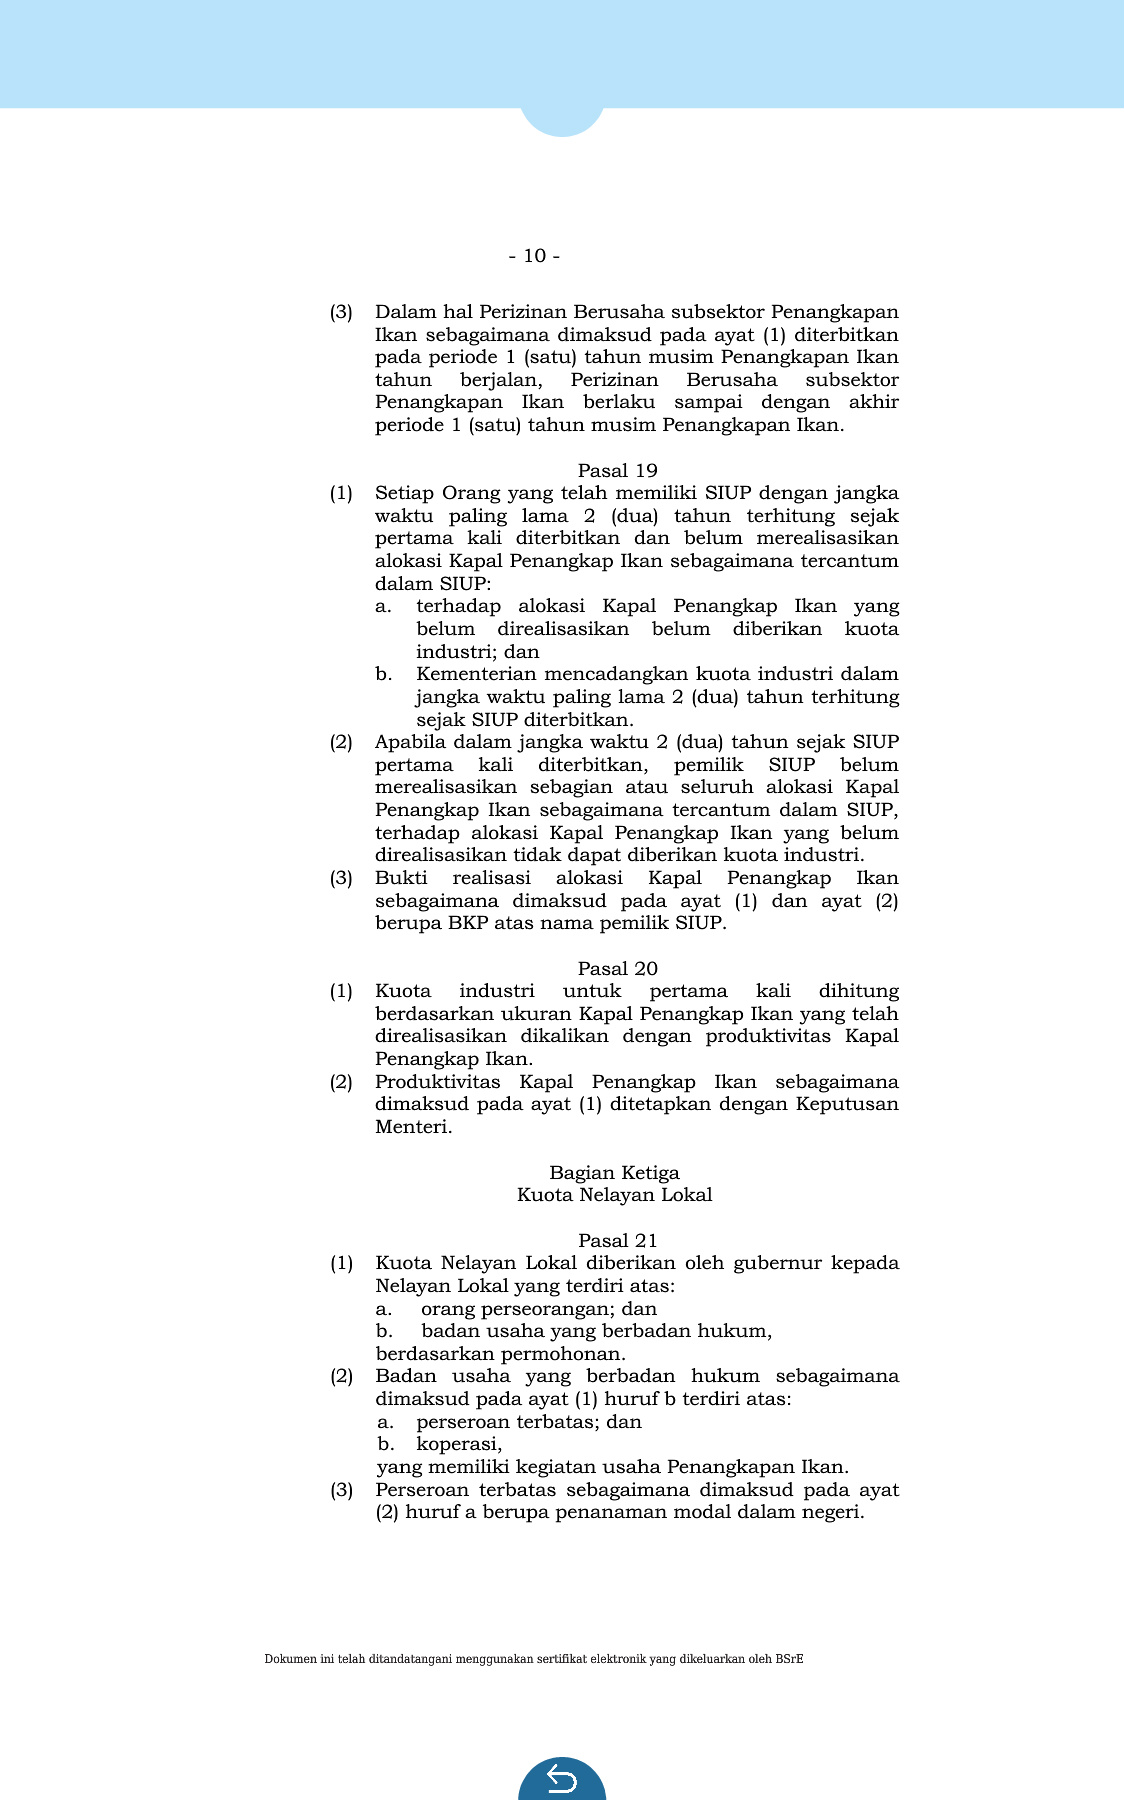 - 10 -
(3) Dalam hal Perizinan Berusaha subsektor Penangkapan
Ikan sebagaimana dimaksud pada ayat (1) diterbitkan
pada periode 1 (satu) tahun musim Penangkapan Ikan
tahun berjalan, Perizinan Berusaha subsektor
Penangkapan Ikan berlaku sampai dengan akhir
periode 1 (satu) tahun musim Penangkapan Ikan.
Pasal 19
(1) Setiap Orang yang telah memiliki SIUP dengan jangka
waktu paling lama 2 (dua) tahun terhitung sejak
pertama kali diterbitkan dan belum merealisasikan
alokasi Kapal Penangkap Ikan sebagaimana tercantum
dalam SIUP:
a. terhadap alokasi Kapal Penangkap Ikan yang
belum direalisasikan belum diberikan kuota
industri; dan
b. Kementerian mencadangkan kuota industri dalam
jangka waktu paling lama 2 (dua) tahun terhitung
sejak SIUP diterbitkan.
(2) Apabila dalam jangka waktu 2 (dua) tahun sejak SIUP
pertama kali diterbitkan, pemilik SIUP belum
merealisasikan sebagian atau seluruh alokasi Kapal
Penangkap Ikan sebagaimana tercantum dalam SIUP,
terhadap alokasi Kapal Penangkap Ikan yang belum
direalisasikan tidak dapat diberikan kuota industri.
(3) Bukti realisasi alokasi Kapal Penangkap Ikan
sebagaimana dimaksud pada ayat (1) dan ayat (2)
berupa BKP atas nama pemilik SIUP.
Pasal 20
(1) Kuota industri untuk pertama kali dihitung
berdasarkan ukuran Kapal Penangkap Ikan yang telah
direalisasikan dikalikan dengan produktivitas Kapal
Penangkap Ikan.
(2) Produktivitas Kapal Penangkap Ikan sebagaimana
dimaksud pada ayat (1) ditetapkan dengan Keputusan
Menteri.
Bagian Ketiga
Kuota Nelayan Lokal
Pasal 21
(1) Kuota Nelayan Lokal diberikan oleh gubernur kepada
Nelayan Lokal yang terdiri atas:
a. orang perseorangan; dan
b. badan usaha yang berbadan hukum,
berdasarkan permohonan.
(2) Badan usaha yang berbadan hukum sebagaimana
dimaksud pada ayat (1) huruf b terdiri atas:
a. perseroan terbatas; dan
b. koperasi,
yang memiliki kegiatan usaha Penangkapan Ikan.
(3) Perseroan terbatas sebagaimana dimaksud pada ayat
(2) huruf a berupa penanaman modal dalam negeri.
Dokumen ini telah ditandatangani menggunakan sertifikat elektronik yang dikeluarkan oleh BSrE